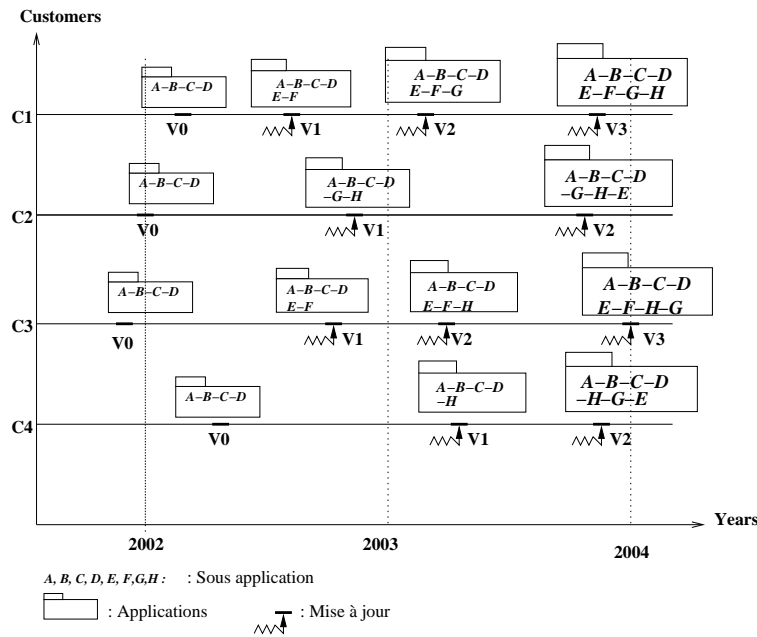 Customers
A–B–C–D
A–B–C–D
E–F
A–B–C–D
E–F–G
A–B–C–D
E–F–G–H
C1
V0
V1
V2
V3
A–B–C–D
A–B–C–D
–G–H
A–B–C–D
–G–H–E
C2
V0
V1
V2
A–B–C–D
A–B–C–D
E–F
A–B–C–D
E–F–H
A–B–C–D
E–F–H–G
C3
V0
V1
V2
V3
A–B–C–D
A–B–C–D
–H
A–B–C–D
–H–G–E
C4
V0
V1
V2
Years
2002
2003
2004
A, B, C, D, E, F,G,H : : Sous application
: Applications : Mise à jour